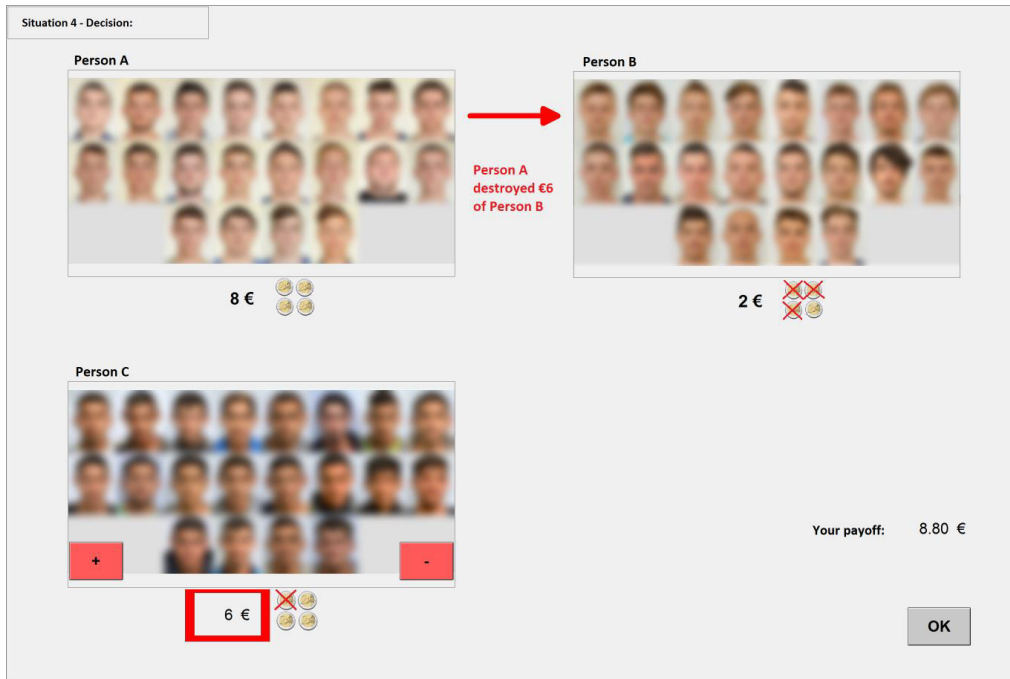 Situation 4 - Decision:
Person A
Person B
Person A
destroyed €6
of Person B
8 €
2 €
Person C
+
-
6 €
Your payoff: 8.80 €
OK